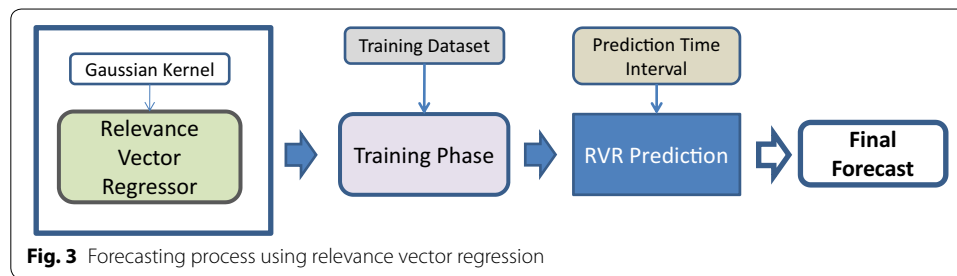 Gaussian Kernel
Relevance
Vector
Regressor
Training Dataset
Training Phase
Prediction Time
Interval
RVR Prediction
Final
Forecast
Fig. 3 Forecasting process using relevance vector regression